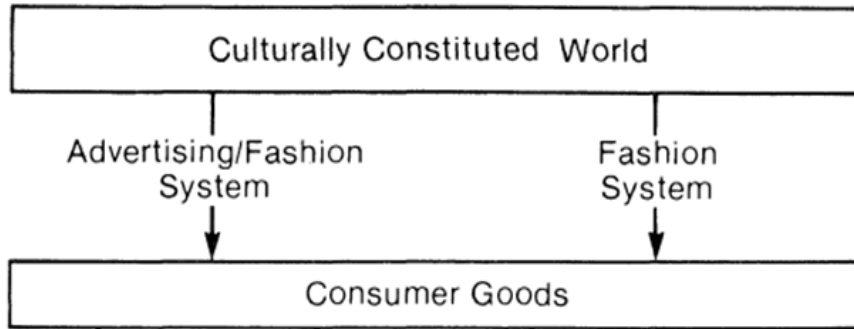 Culturally Constituted World
Advertising/Fashion
System
Fashion
System
Consumer Goods